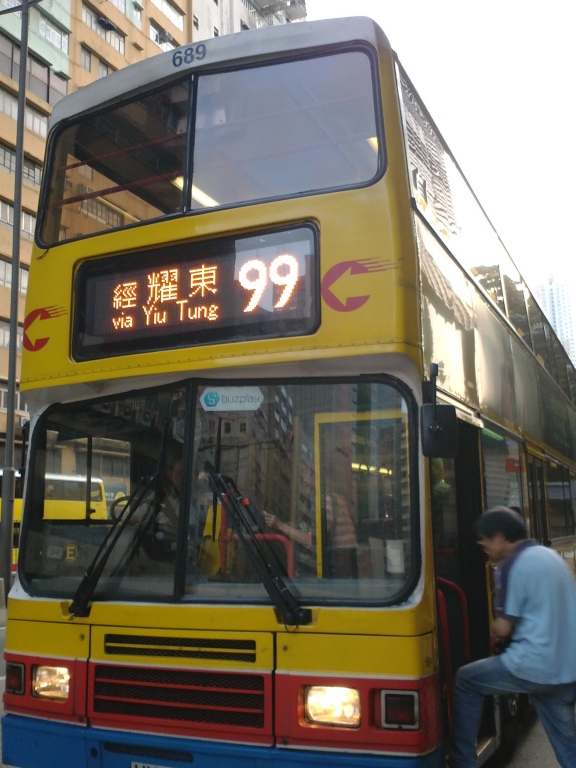 689
經耀東
via Yiu Tung
99
buzplay
E